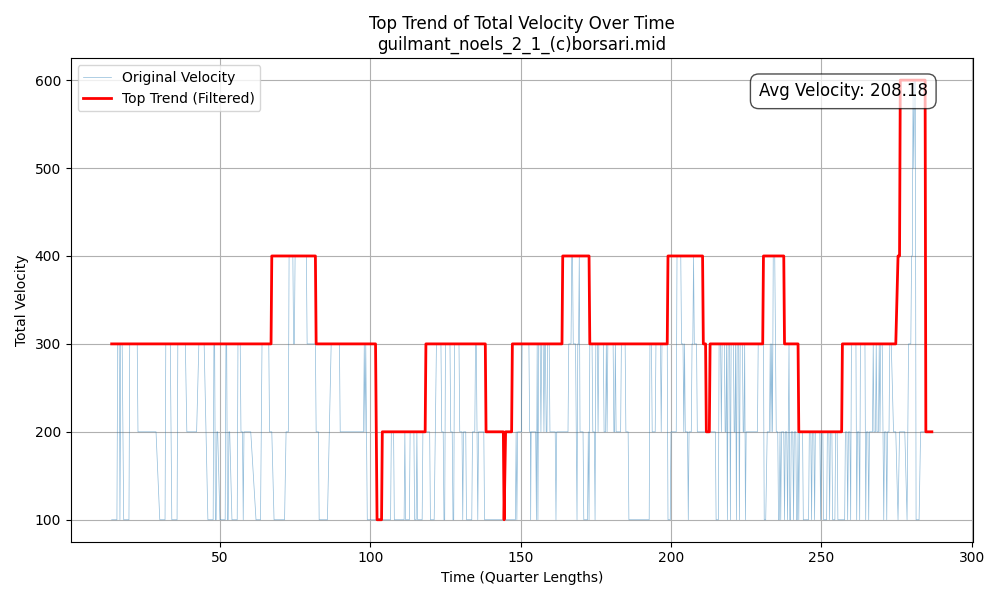 Top Trend of Total Velocity Over Time
guilmant_noels_2_1_(c)borsari.mid
Original Velocity
Top Trend (Filtered)
Avg Velocity: 208.18
Total Velocity
600
500
400
300
200
100
50
100
150
200
250
300
Time (Quarter Lengths)